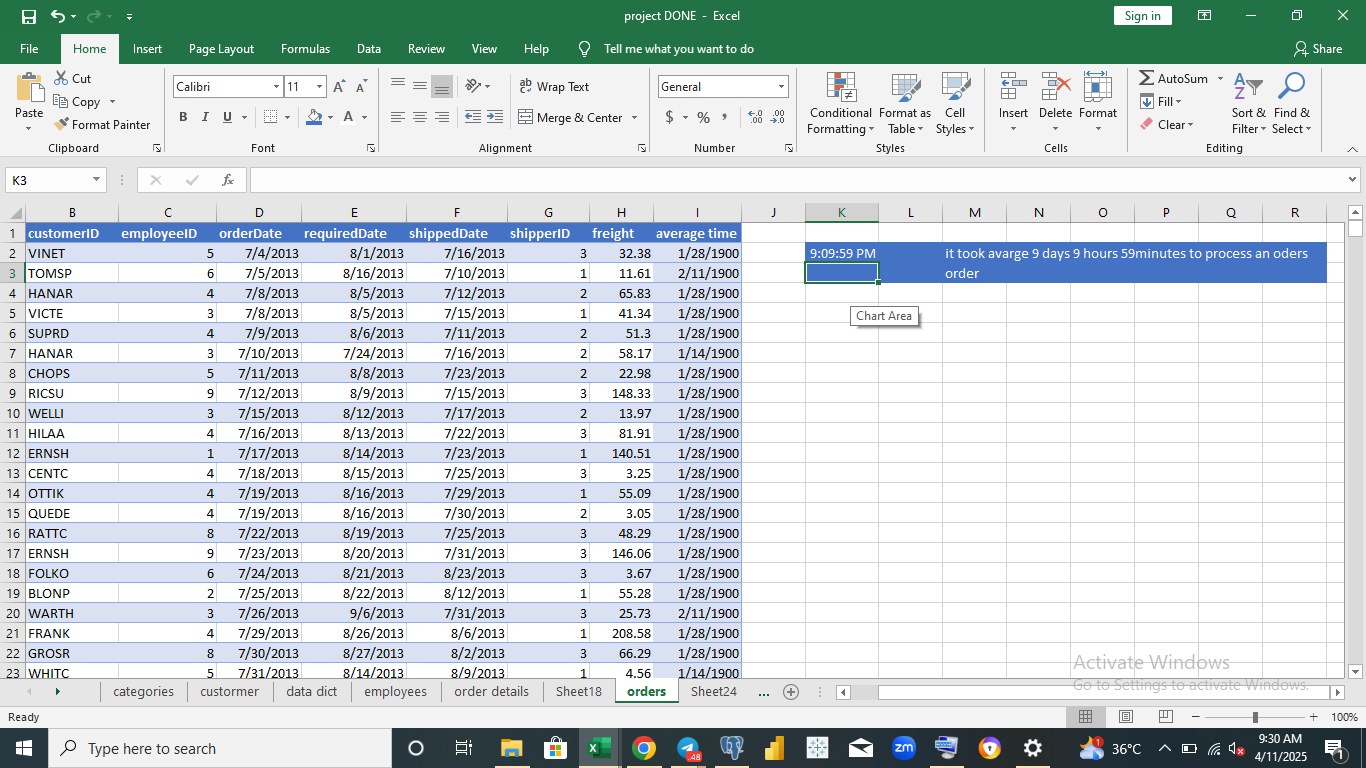 project DONE - Excel
Sign in
File Home Insert Page Layout Formulas Data Review View Help Tell me what you want to do Share
Paste Cut Copy Format Painter Clipboard
Calibri 11 A A B I U A Font
ab Wrap Text Merge & Center Alignment
General $ % , .00 .0 Number
Conditional Formatting Format as Table Cell Styles Styles
Insert Delete Format Cells
AutoSum Fill Clear Sort & Filter Find & Select Editing
K3 fx
B C D E F G H I J K L M N O P Q R
1 customerID employeeID orderDate requiredDate shippedDate shipperID freight average time
2 VINET 5 7/4/2013 8/1/2013 7/16/2013 3 32.38 1/28/1900 9:09:59 PM it took avarge 9 days 9 hours 59minutes to process an oders
3 TOMSP 6 7/5/2013 8/16/2013 7/10/2013 1 11.61 2/11/1900 order
4 HANAR 4 7/8/2013 8/5/2013 7/12/2013 2 65.83 1/28/1900
5 VICTE 3 7/8/2013 8/5/2013 7/15/2013 1 41.34 1/28/1900 Chart Area
6 SUPRD 4 7/9/2013 8/6/2013 7/11/2013 2 51.3 1/28/1900
7 HANAR 3 7/10/2013 7/24/2013 7/16/2013 2 58.17 1/14/1900
8 CHOPS 5 7/11/2013 8/8/2013 7/23/2013 2 22.98 1/28/1900
9 RICSU 9 7/12/2013 8/9/2013 7/15/2013 3 148.33 1/28/1900
10 WELLI 3 7/15/2013 8/12/2013 7/17/2013 2 13.97 1/28/1900
11 HILAA 4 7/16/2013 8/13/2013 7/22/2013 3 81.91 1/28/1900
12 ERNSH 1 7/17/2013 8/14/2013 7/23/2013 1 140.51 1/28/1900
13 CENTC 4 7/18/2013 8/15/2013 7/25/2013 3 3.25 1/28/1900
14 OTTIK 4 7/19/2013 8/16/2013 7/29/2013 1 55.09 1/28/1900
15 QUEDE 4 7/19/2013 8/16/2013 7/30/2013 2 3.05 1/28/1900
16 RATTC 8 7/22/2013 8/19/2013 7/25/2013 3 48.29 1/28/1900
17 ERNSH 9 7/23/2013 8/20/2013 7/31/2013 3 146.06 1/28/1900
18 FOLKO 6 7/24/2013 8/21/2013 8/23/2013 3 3.67 1/28/1900
19 BLONP 2 7/25/2013 8/22/2013 8/12/2013 1 55.28 1/28/1900
20 WARTH 3 7/26/2013 9/6/2013 7/31/2013 3 25.73 2/11/1900
21 FRANK 4 7/29/2013 8/26/2013 8/6/2013 1 208.58 1/28/1900
22 GROSR 8 7/30/2013 8/27/2013 8/2/2013 3 66.29 1/28/1900
23 WHITC 5 7/31/2013 8/14/2013 8/9/2013 1 4.56 1/14/1900
Activate Windows
Go to Settings to activate Windows.
categories custormer data dict employees order details Sheet18 orders Sheet24 ...
Ready 100%
Type here to search .48 zm 1 36°C 9:30 AM 1
4/11/2025